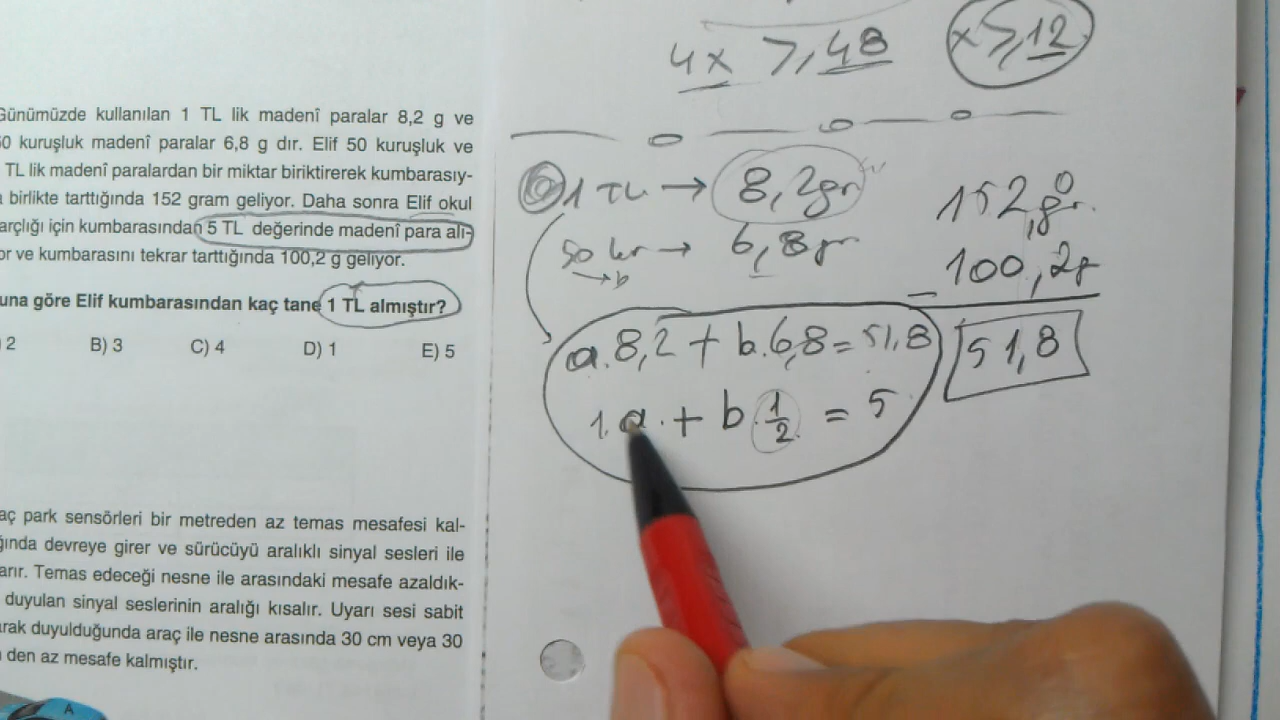 Günümüzde kullanılan 1 TL lik madenî paralar 8,2 g ve
0 kuruşluk madenî paralar 6,8 g dır. Elif 50 kuruşluk ve
TL lik madenî paralardan bir miktar biriktirerek kumbarasıy-
birlikte tarttığında 152 gram geliyor. Daha sonra Elif okul
arçlığı için kumbarasından 5 TL değerinde madenî para alı-
or ve kumbarasını tekrar tarttığında 100,2 g geliyor.
una göre Elif kumbarasından kaç tane 1 TL almıştır?
2 B) 3 C) 4 D) 1 E) 5
aç park sensörleri bir metreden az temas mesafesi kal-
ğında devreye girer ve sürücüyü aralıklı sinyal sesleri ile
arır. Temas edeceği nesne ile arasındaki mesafe azaldık-
duyulan sinyal seslerinin aralığı kısalır. Uyarı sesi sabit
arak duyulduğunda araç ile nesne arasında 30 cm veya 30
den az mesafe kalmıştır.
A
4x ⩾ 48 x ⩾ 12
1 TL → 8,2gr
50 kr → 6,8gr
b
152,0gr.
- 100,2g
51,8
a.8,2 + b.6,8 = 51,8
1.a + b.1/2 = 5